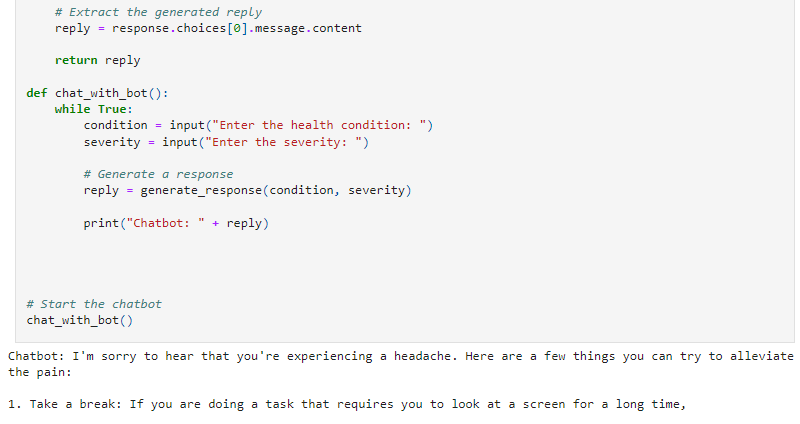 # Extract the generated reply
reply = response.choices[0].message.content
return reply
def chat_with_bot():
while True:
condition = input("Enter the health condition: ")
severity = input("Enter the severity: ")
# Generate a response
reply = generate_response(condition, severity)
print("Chatbot: " + reply)
# Start the chatbot
chat_with_bot()
Chatbot: I'm sorry to hear that you're experiencing a headache. Here are a few things you can try to alleviate
the pain:
1. Take a break: If you are doing a task that requires you to look at a screen for a long time,